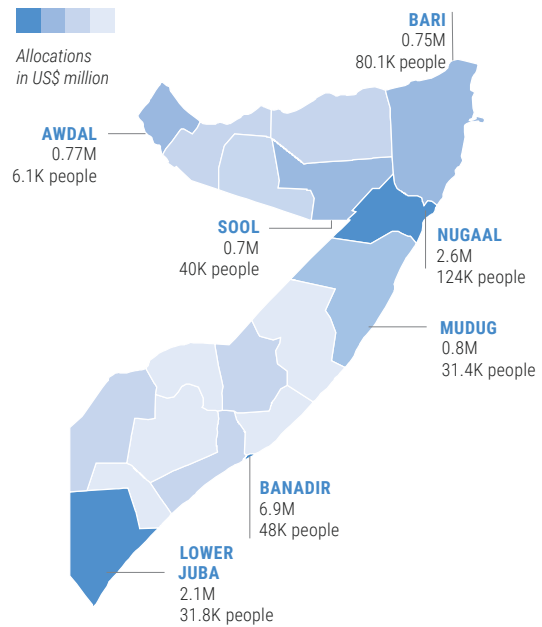 Allocations
in US$ million
BARI
0.75M
80.1K people
AWDAL
0.77M
6.1K people
SOOL
0.7M
40K people
NUGAAL
2.6M
124K people
MUDUG
0.8M
31.4K people
BANADIR
6.9M
48K people
LOWER
JUBA
2.1M
31.8K people